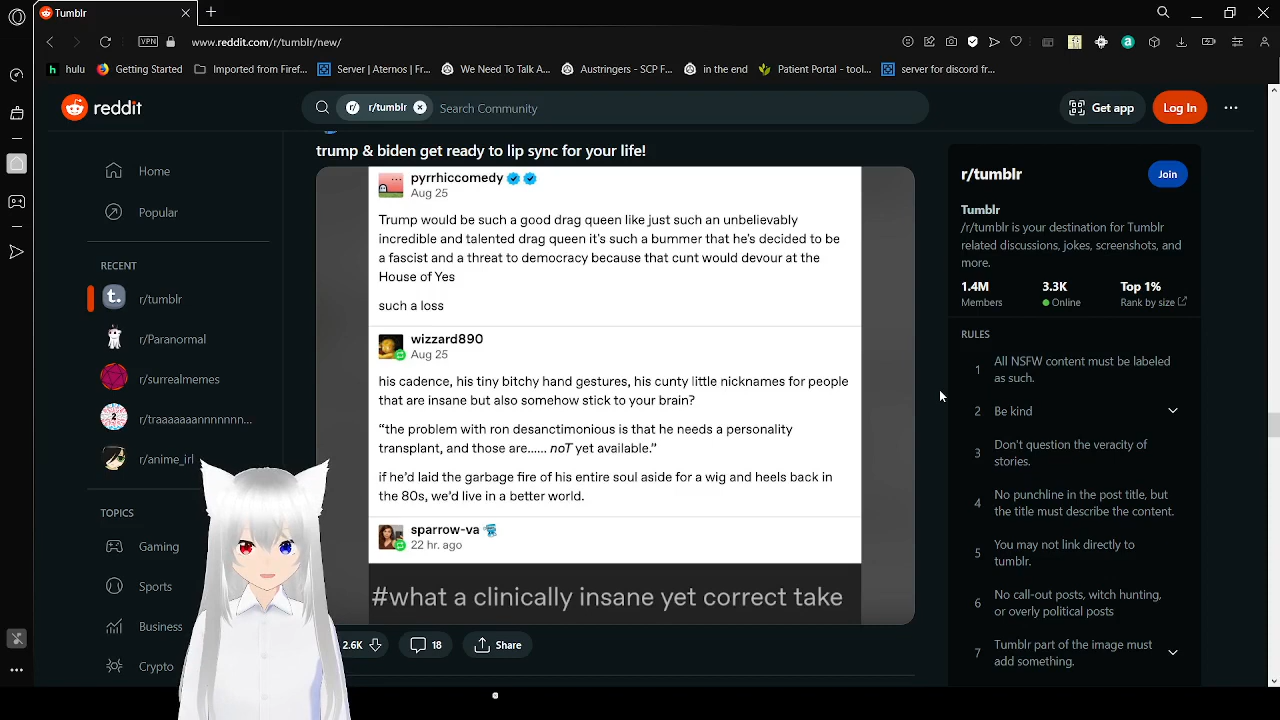 Tumblr
VPN
www.reddit.com/r/tumblr/new/
hulu
Getting Started
Imported from Firef...
Server | Aternos | Fr...
We Need To Talk A...
Austringers - SCP F...
in the end
Patient Portal - tool...
server for discord fr...
reddit
r/tumblr
Search Community
Get app
Log In
Home
Popular
RECENT
r/tumblr
r/Paranormal
r/surrealmemes
r/traaaaaannnnnnn...
r/anime_irl
TOPICS
Gaming
Sports
Business
Crypto
trump & biden get ready to lip sync for your life!
pyrrhiccomedy
Aug 25
Trump would be such a good drag queen like just such an unbelievably
incredible and talented drag queen it's such a bummer that he's decided to be
a fascist and a threat to democracy because that cunt would devour at the
House of Yes
such a loss
wizzard890
Aug 25
his cadence, his tiny bitchy hand gestures, his cunty little nicknames for people
that are insane but also somehow stick to your brain?
“the problem with ron desanctimonious is that he needs a personality
transplant, and those are...... noT yet available.”
if he'd laid the garbage fire of his entire soul aside for a wig and heels back in
the 80s, we'd live in a better world.
sparrow-va
22 hr. ago
#what a clinically insane yet correct take
2.6K
18
Share
r/tumblr
Join
Tumblr
/r/tumblr is your destination for Tumblr
related discussions, jokes, screenshots, and
more.
1.4M
3.3K
Top 1%
Members
Online
Rank by size
RULES
1 All NSFW content must be labeled
as such.
2 Be kind
3 Don't question the veracity of
stories.
4 No punchline in the post title, but
the title must describe the content.
5 You may not link directly to
tumblr.
6 No call-out posts, witch hunting,
or overly political posts
7 Tumblr part of the image must
add something.